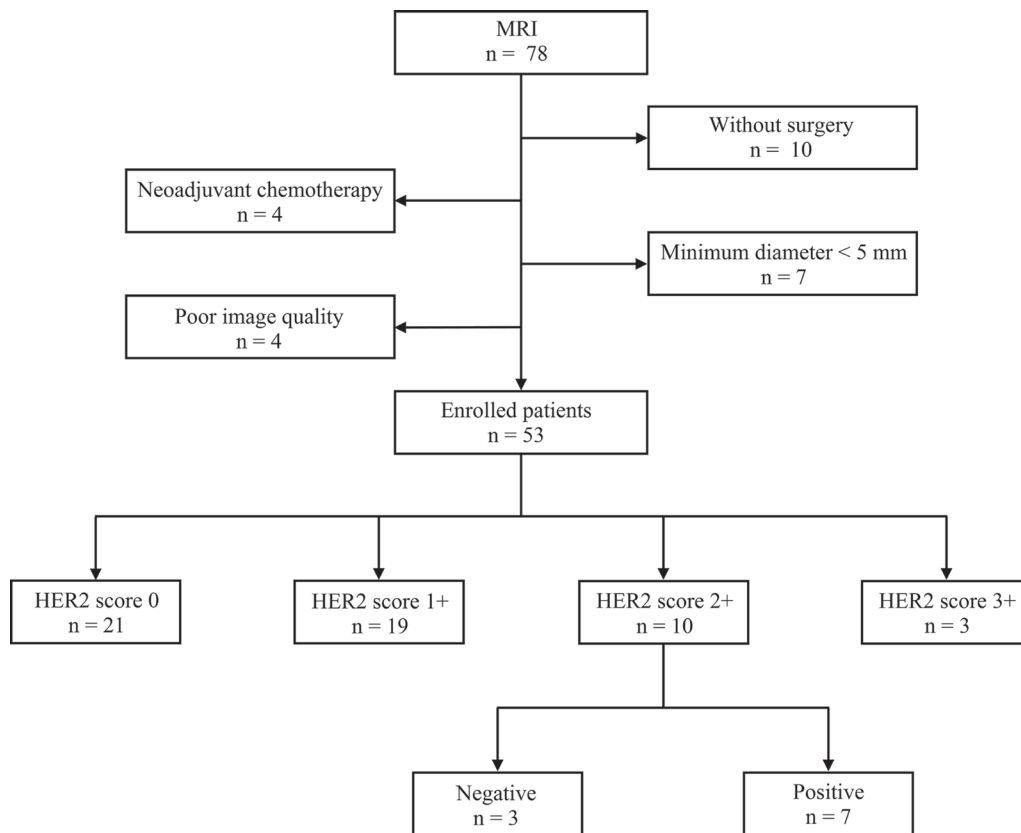 MRI
n = 78
Without surgery
n = 10
Neoadjuvant chemotherapy
n = 4
Minimum diameter < 5 mm
n = 7
Poor image quality
n = 4
Enrolled patients
n = 53
HER2 score 0
n = 21
HER2 score 1+
n = 19
HER2 score 2+
n = 10
HER2 score 3+
n = 3
Negative
n = 3
Positive
n = 7